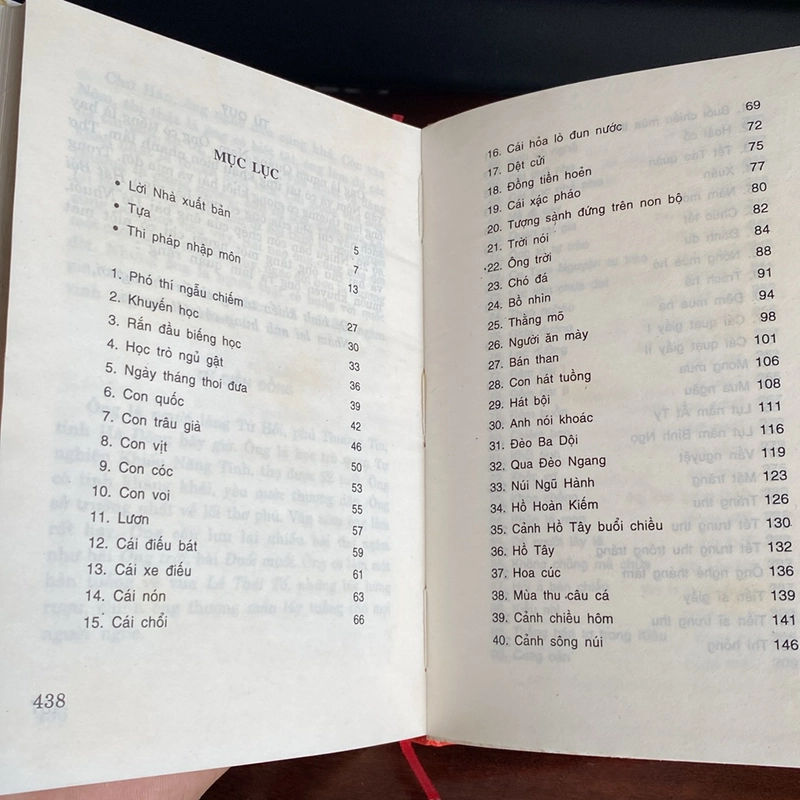 MỤC LỤC
• Lời Nhà xuất bản 5
• Tựa 7
• Thi pháp nhập môn 13
1. Phó thi ngẫu chiếm 27
2. Khuyến học 30
3. Rắn đầu biếng học 33
4. Học trò ngủ gật 36
5. Ngày tháng thoi đưa 39
6. Con quốc 42
7. Con trâu già 46
8. Con vịt 50
9. Con cóc 53
10. Con voi 55
11. Lươn 57
12. Cái điếu bát 59
13. Cái xe điếu 61
14. Cái nón 63
15. Cái chổi 66
438
16. Cái hỏa lò đun nước 69
17. Dệt cửi 72
18. Đồng tiền hoẻn 75
19. Cái xác pháo 77
20. Tượng sành đứng trên non bộ 80
21. Trời nói 82
22. Ông trời 84
23. Chó đá 88
24. Bồ nhìn 91
25. Thằng mõ 94
26. Người ăn mày 98
27. Bán than 101
28. Con hát tuồng 106
29. Hát bội 108
30. Anh nói khoác 111
31. Đèo Ba Dội 116
32. Qua Đèo Ngang 119
33. Núi Ngũ Hành 123
34. Hồ Hoàn Kiếm 126
35. Cảnh Hồ Tây buổi chiều 130
36. Hồ Tây 132
37. Hoa cúc 136
38. Mùa thu câu cá 139
39. Cảnh chiều hôm 141
40. Cảnh sông núi 146